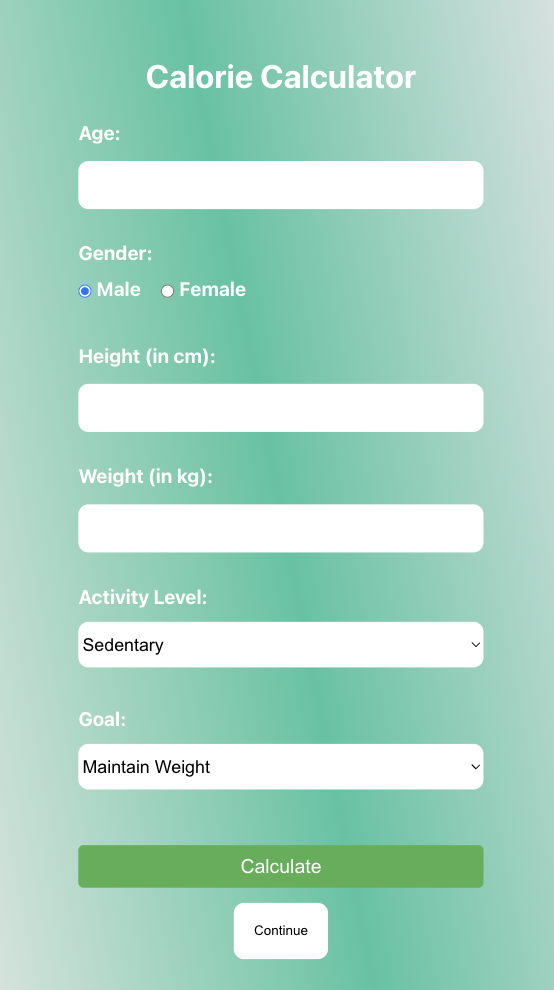 Calorie Calculator
Age:
Gender:
Male Female
Height (in cm):
Weight (in kg):
Activity Level:
Sedentary
Goal:
Maintain Weight
Calculate
Continue